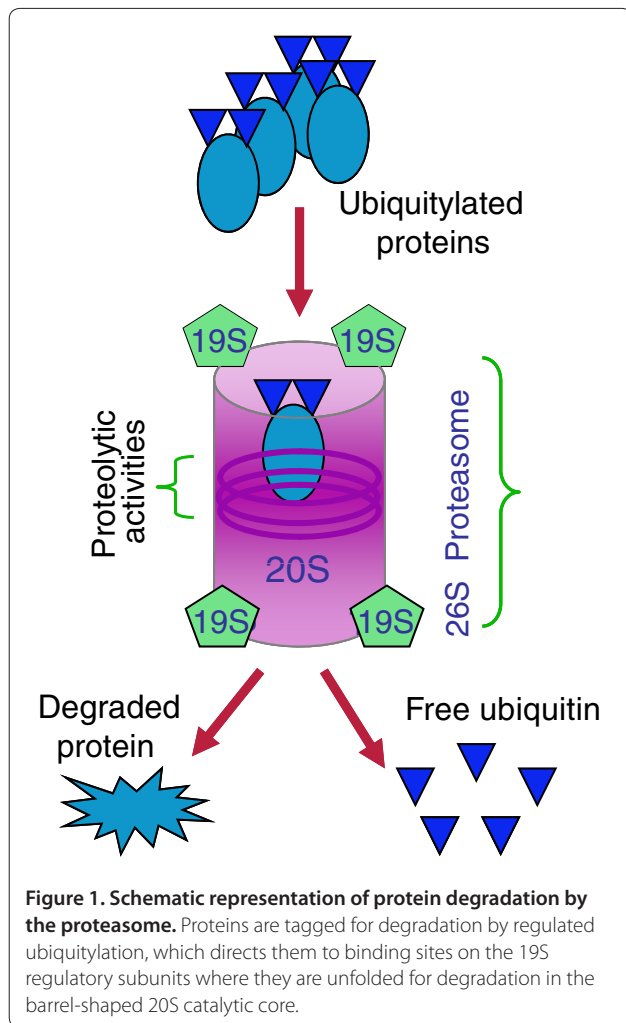 Ubiquitylated
proteins
19S 19S
Proteolytic
activities
20S
26S Proteasome
19S 19S
Degraded
protein
Free ubiquitin
Figure 1. Schematic representation of protein degradation by
the proteasome. Proteins are tagged for degradation by regulated
ubiquitylation, which directs them to binding sites on the 19S
regulatory subunits where they are unfolded for degradation in the
barrel-shaped 20S catalytic core.